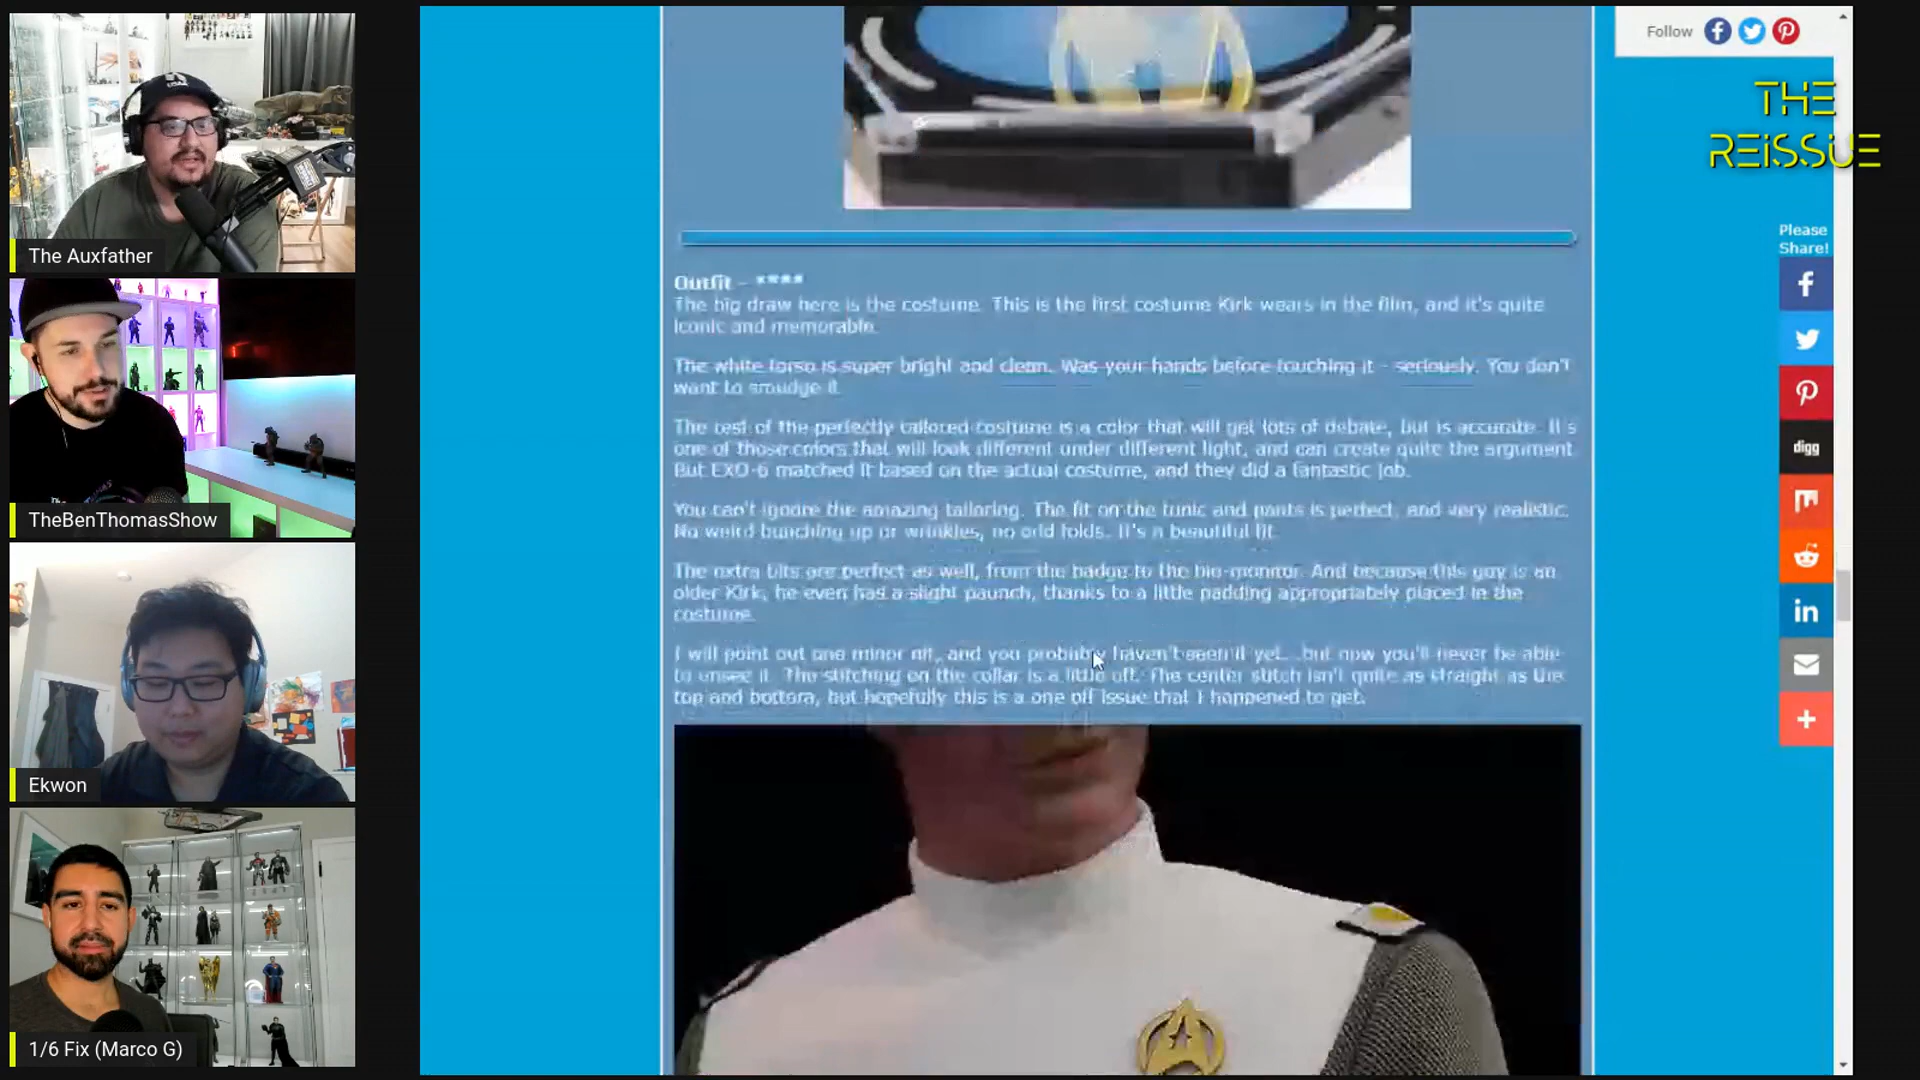 The Auxfather
TheBenThomasShow
Ekwon
1/6 Fix (Marco G)
Outfit - ****
The big draw here is the costume. This is the first costume Kirk wears in the film, and it's quite
iconic and memorable.
The white torso is super bright and clean. Was your hands before touching it - seriously. You don't
want to smudge it.
The rest of the perfectly tailored costume is a color that will get lots of debate, but is accurate. It's
one of those colors that will look different under different light, and can create quite the argument.
But EXO-6 matched it based on the actual costume, and they did a fantastic job.
You can't ignore the amazing tailoring. The fit on the tunic and pants is perfect, and very realistic.
No weird bunching up or wrinkles, no odd folds. It's a beautiful fit.
The extra bits are perfect as well, from the badge to the bio-monitor. And because this guy is an
older Kirk, he even has a slight paunch, thanks to a little padding appropriately placed in the
costume.
I will point out one minor nit, and you probably haven't seen it yet...but now you'll never be able
to unsee it. The stitching on the collar is a little off. The center stitch isn't quite as straight as the
top and bottom, but hopefully this is a one off issue that I happened to get.
Follow
THE
REISSUE
Please
Share!
digg